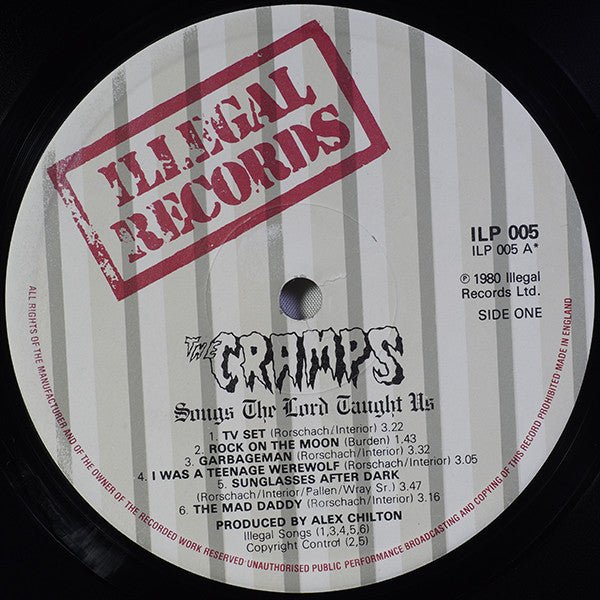 ILLEGAL
RECORDS
ILP 005
ILP 005 A*
℗ 1980 Illegal
Records Ltd.
SIDE ONE
THE CRAMPS
Songs The Lord Taught Us
1. TV SET (Rorschach/Interior) 3.22
2. ROCK ON THE MOON (Burden) 1.43
3. GARBAGEMAN (Rorschach/Interior) 3.32
4. I WAS A TEENAGE WEREWOLF (Rorschach/Interior) 3.05
5. SUNGLASSES AFTER DARK
(Rorschach/Interior/Pallen/Wray Sr.) 3.47
6. THE MAD DADDY (Rorschach/Interior) 3.16
PRODUCED BY ALEX CHILTON
Illegal Songs (1,3,4,5,6)
Copyright Control (2,5)
ALL RIGHTS OF THE MANUFACTURER AND OF THE OWNER OF THE RECORDED WORK RESERVED UNAUTHORISED PUBLIC PERFORMANCE BROADCASTING AND COPYING OF THIS RECORD PROHIBITED MADE IN ENGLAND